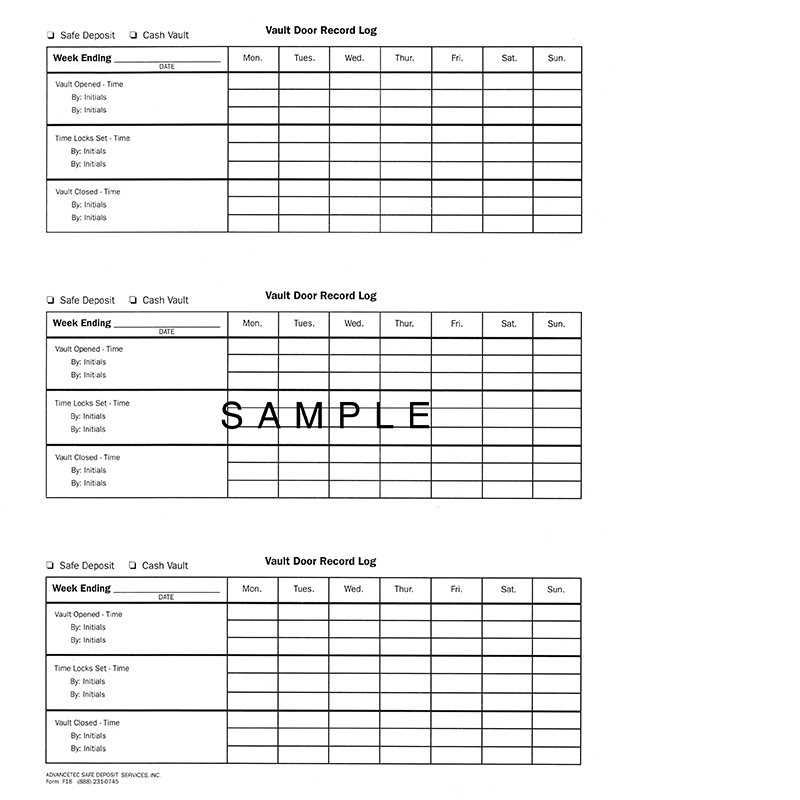 Vault Door Record Log
❏ Safe Deposit ❏ Cash Vault
Week Ending ____________________ Mon. Tues. Wed. Thur. Fri. Sat. Sun.
DATE
Vault Opened - Time
By: Initials
By: Initials
Time Locks Set - Time
By: Initials
By: Initials
Vault Closed - Time
By: Initials
By: Initials
Vault Door Record Log
❏ Safe Deposit ❏ Cash Vault
Week Ending ____________________ Mon. Tues. Wed. Thur. Fri. Sat. Sun.
DATE
Vault Opened - Time
By: Initials
By: Initials
Time Locks Set - Time
SAMPLE
By: Initials
By: Initials
Vault Closed - Time
By: Initials
By: Initials
Vault Door Record Log
❏ Safe Deposit ❏ Cash Vault
Week Ending ____________________ Mon. Tues. Wed. Thur. Fri. Sat. Sun.
DATE
Vault Opened - Time
By: Initials
By: Initials
Time Locks Set - Time
By: Initials
By: Initials
Vault Closed - Time
By: Initials
By: Initials
ADVANCETEC SAFE DEPOSIT SERVICES, INC.
Form F18 (888) 231-0745